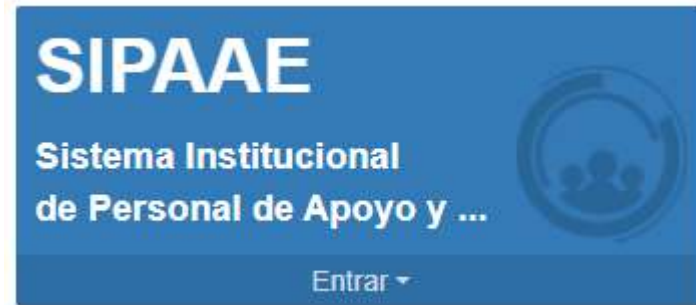 SIPAAE
Sistema Institucional
de Personal de Apoyo y ...
Entrar